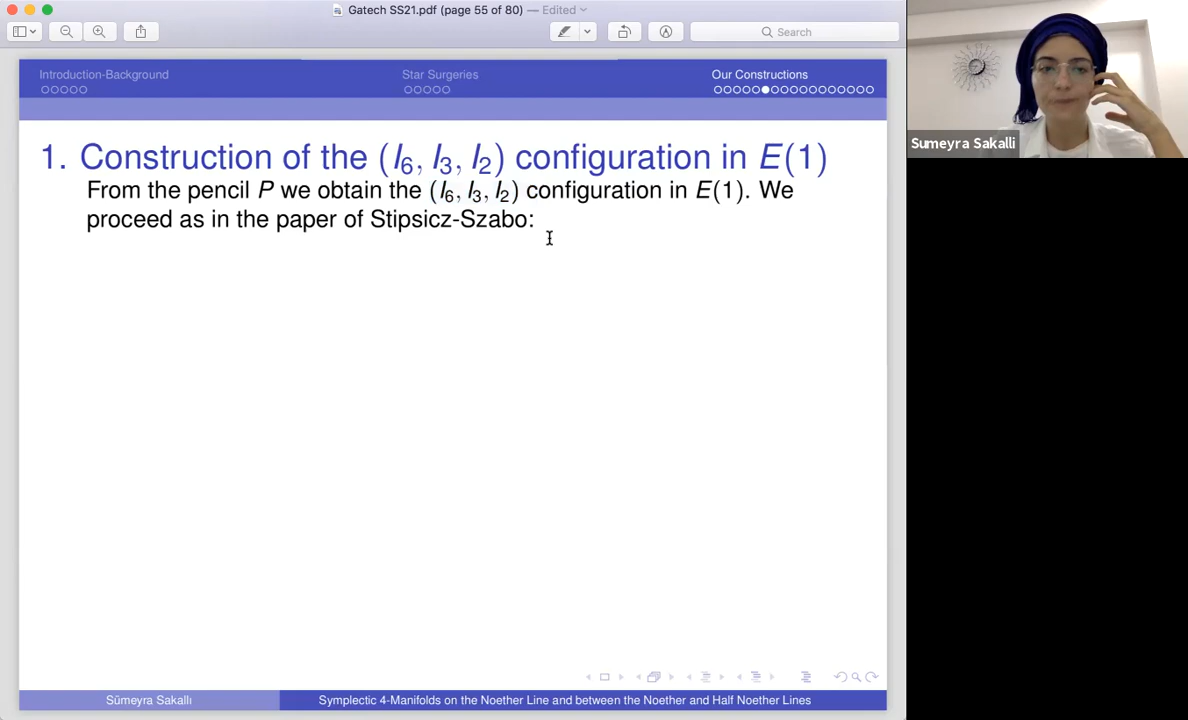 Gatech SS21.pdf (page 55 of 80) — Edited
Search
Introduction-Background
Star Surgeries
Our Constructions
1. Construction of the (I₆, I₃, I₂) configuration in E(1)
From the pencil P we obtain the (I₆, I₃, I₂) configuration in E(1). We
proceed as in the paper of Stipsicz-Szabo:
Sümeyra Sakallı
Symplectic 4-Manifolds on the Noether Line and between the Noether and Half Noether Lines
Sumeyra Sakalli